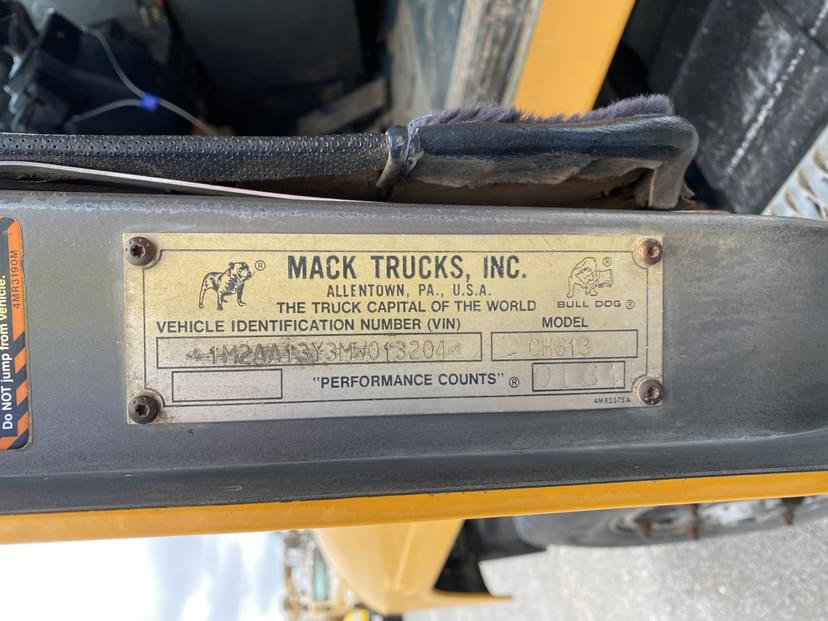 MACK TRUCKS, INC.
ALLENTOWN, PA., U.S.A.
THE TRUCK CAPITAL OF THE WORLD
BULL DOG ®
VEHICLE IDENTIFICATION NUMBER (VIN)
MODEL
1M2AA13Y3MW013204
CH613
"PERFORMANCE COUNTS" ®
4MR2575A
Do NOT jump from vehicle.
4MR3190M